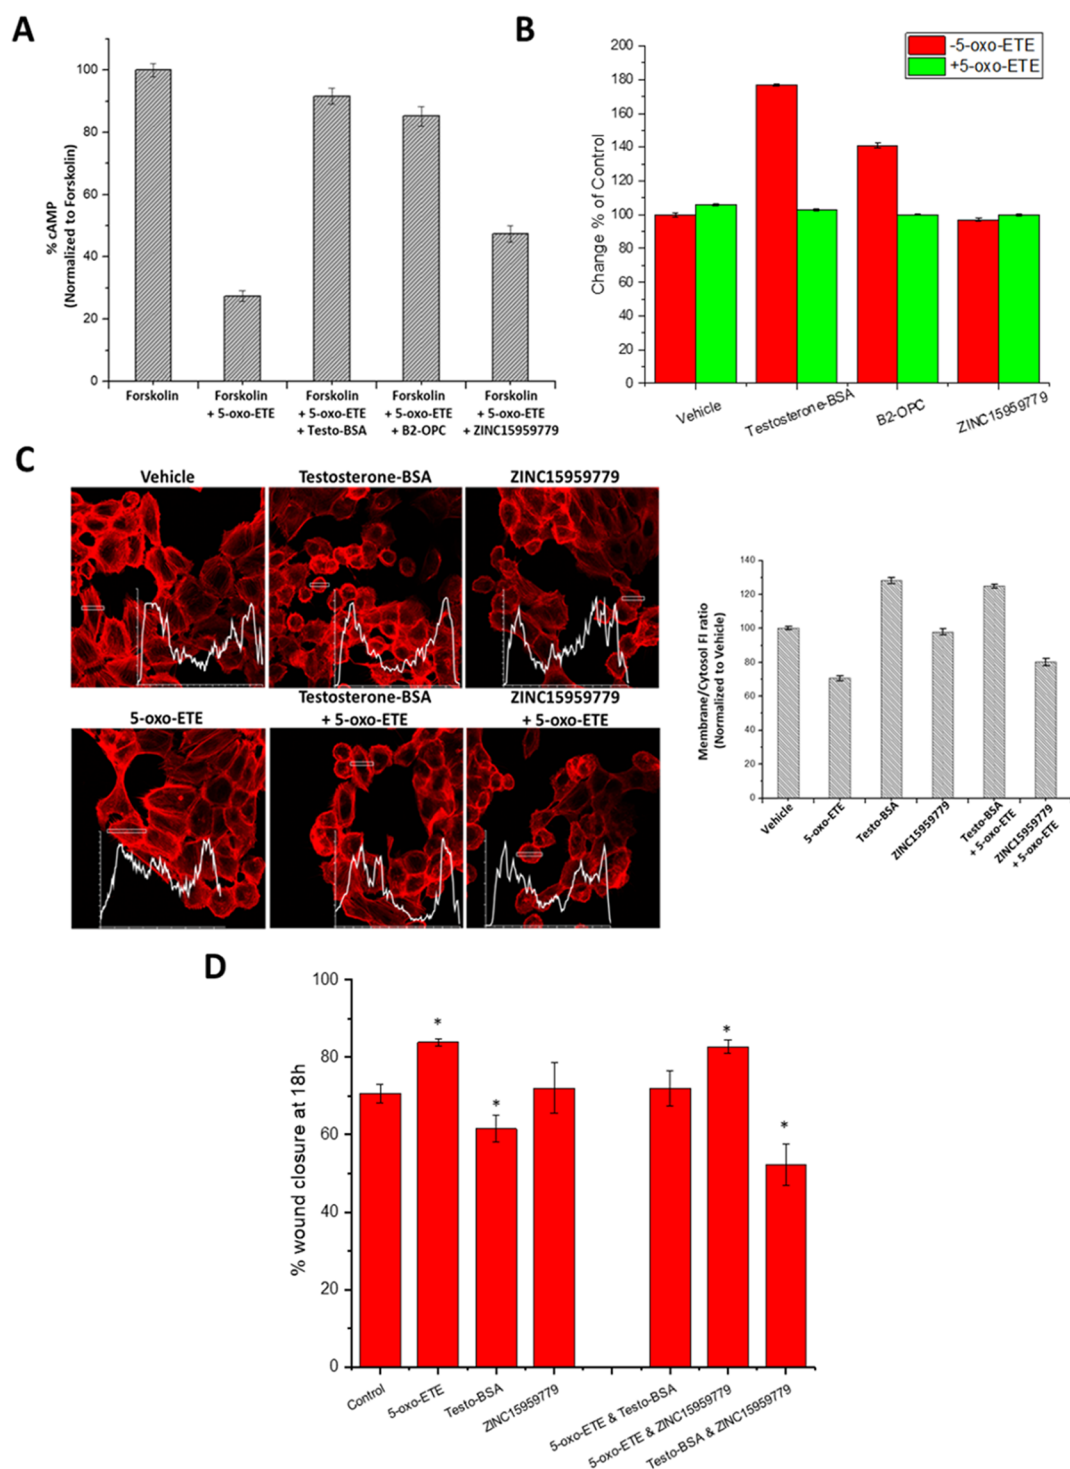 A
% cAMP
(Normalized to Forskolin)
100
80
60
40
20
0
Forskolin
Forskolin
+ 5-oxo-ETE
Forskolin
+ 5-oxo-ETE
+ Testo-BSA
Forskolin
+ 5-oxo-ETE
+ B2-OPC
Forskolin
+ 5-oxo-ETE
+ ZINC15959779
B
Change % of Control
200
180
160
140
120
100
80
60
40
20
0
-5-oxo-ETE
+5-oxo-ETE
Vehicle
Testosterone-BSA
B2-OPC
ZINC15959779
C
Vehicle
Testosterone-BSA
ZINC15959779
5-oxo-ETE
Testosterone-BSA
+ 5-oxo-ETE
ZINC15959779
+ 5-oxo-ETE
Membrane/Cytosol FI ratio
(Normalized to Vehicle)
140
120
100
80
60
40
20
0
Vehicle
5-oxo-ETE
Testo-BSA
ZINC15959779
Testo-BSA
+ 5-oxo-ETE
ZINC15959779
+ 5-oxo-ETE
D
% wound closure at 18h
100
80
60
40
20
0
*
*
*
*
Control
5-oxo-ETE
Testo-BSA
ZINC15959779
5-oxo-ETE & Testo-BSA
5-oxo-ETE & ZINC15959779
Testo-BSA & ZINC15959779